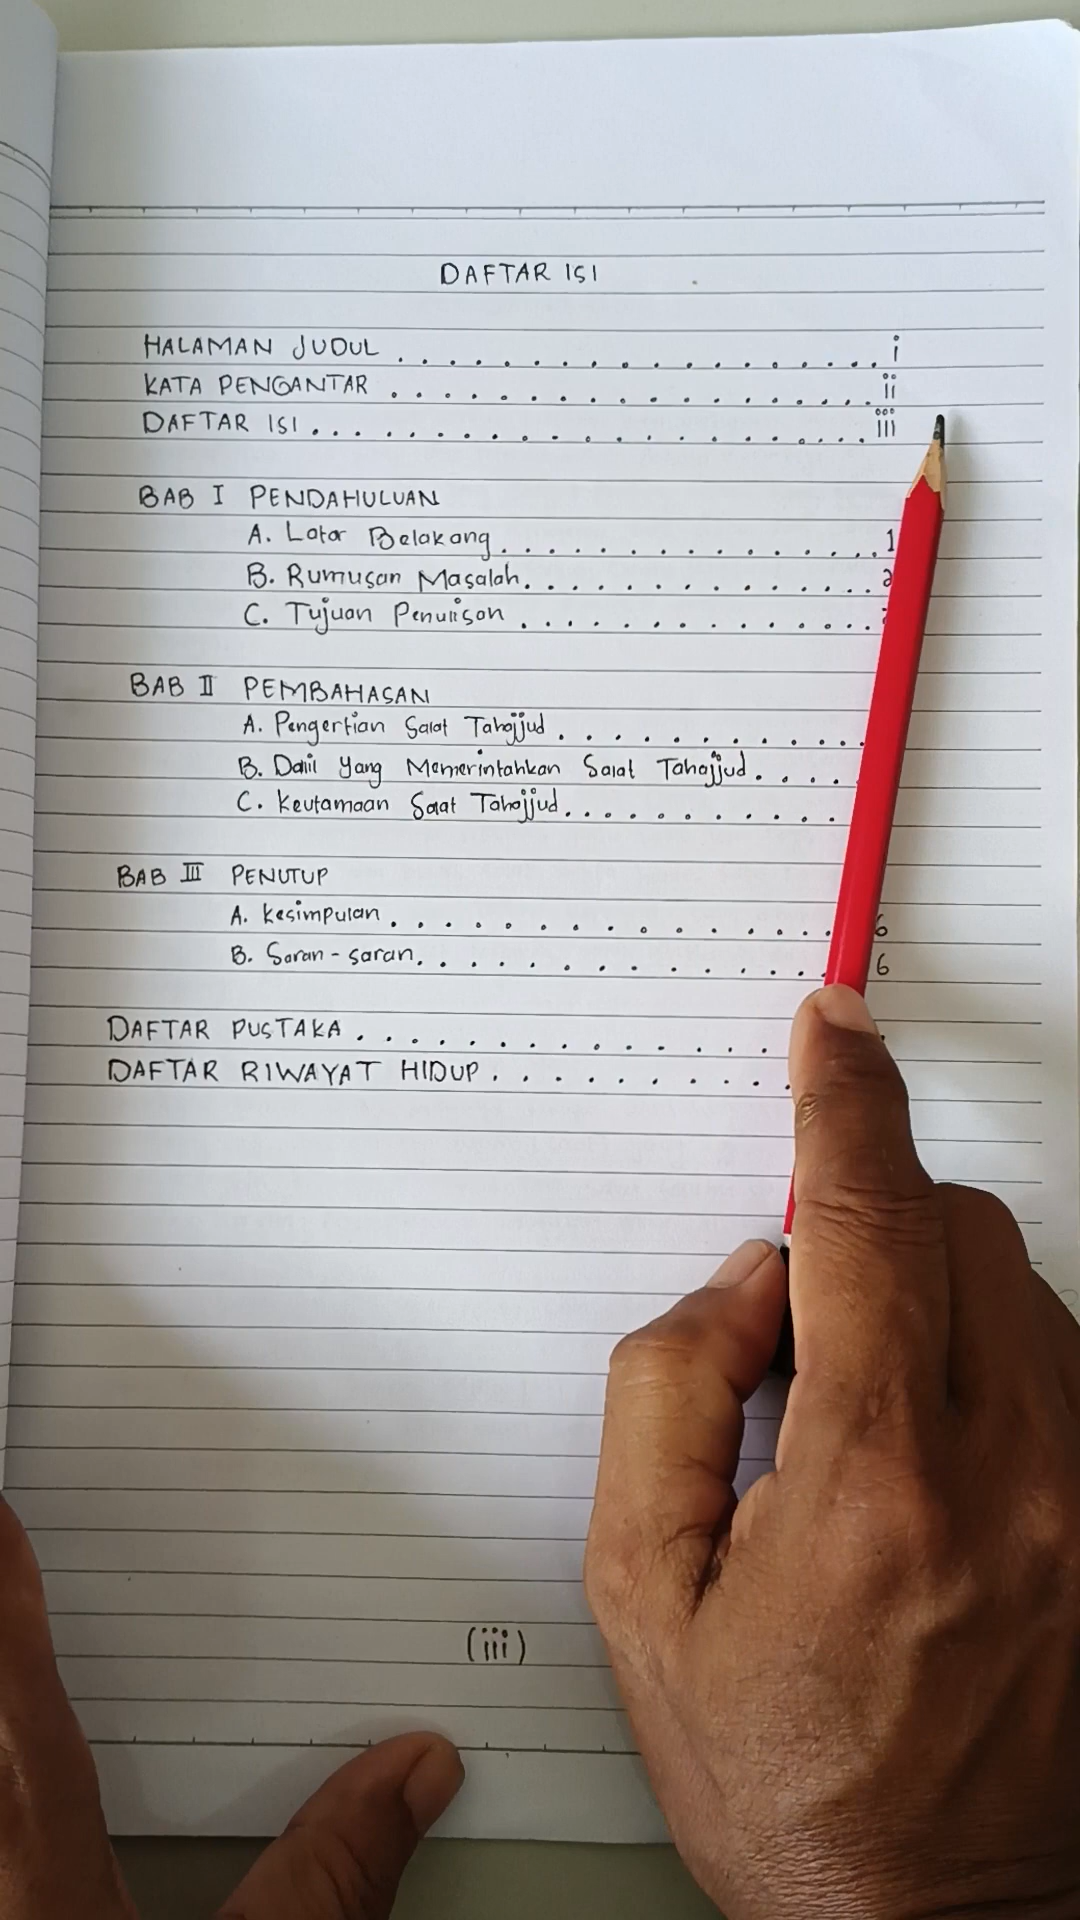 DAFTAR ISI
HALAMAN JUDUL . . . . . . . . . . . . . . . . . . i
KATA PENGANTAR . . . . . . . . . . . . . . . . . . ii
DAFTAR ISI . . . . . . . . . . . . . . . . . . . . . iii
BAB I PENDAHULUAN
A. Latar Belakang . . . . . . . . . . . . . . . 1
B. Rumusan Masalah . . . . . . . . . . . . . . 2
C. Tujuan Penulisan . . . . . . . . . . . . . .
BAB II PEMBAHASAN
A. Pengertian Salat Tahajjud . . . . . . . . . . .
B. Dalil Yang Memerintahkan Salat Tahajjud . . . .
C. Keutamaan Saat Tahajjud . . . . . . . . . .
BAB III PENUTUP
A. Kesimpulan . . . . . . . . . . . . . . . . 6
B. Saran - saran . . . . . . . . . . . . . . . 6
DAFTAR PUSTAKA . . . . . . . . . . . . . . .
DAFTAR RIWAYAT HIDUP . . . . . . . . . .
(iii)